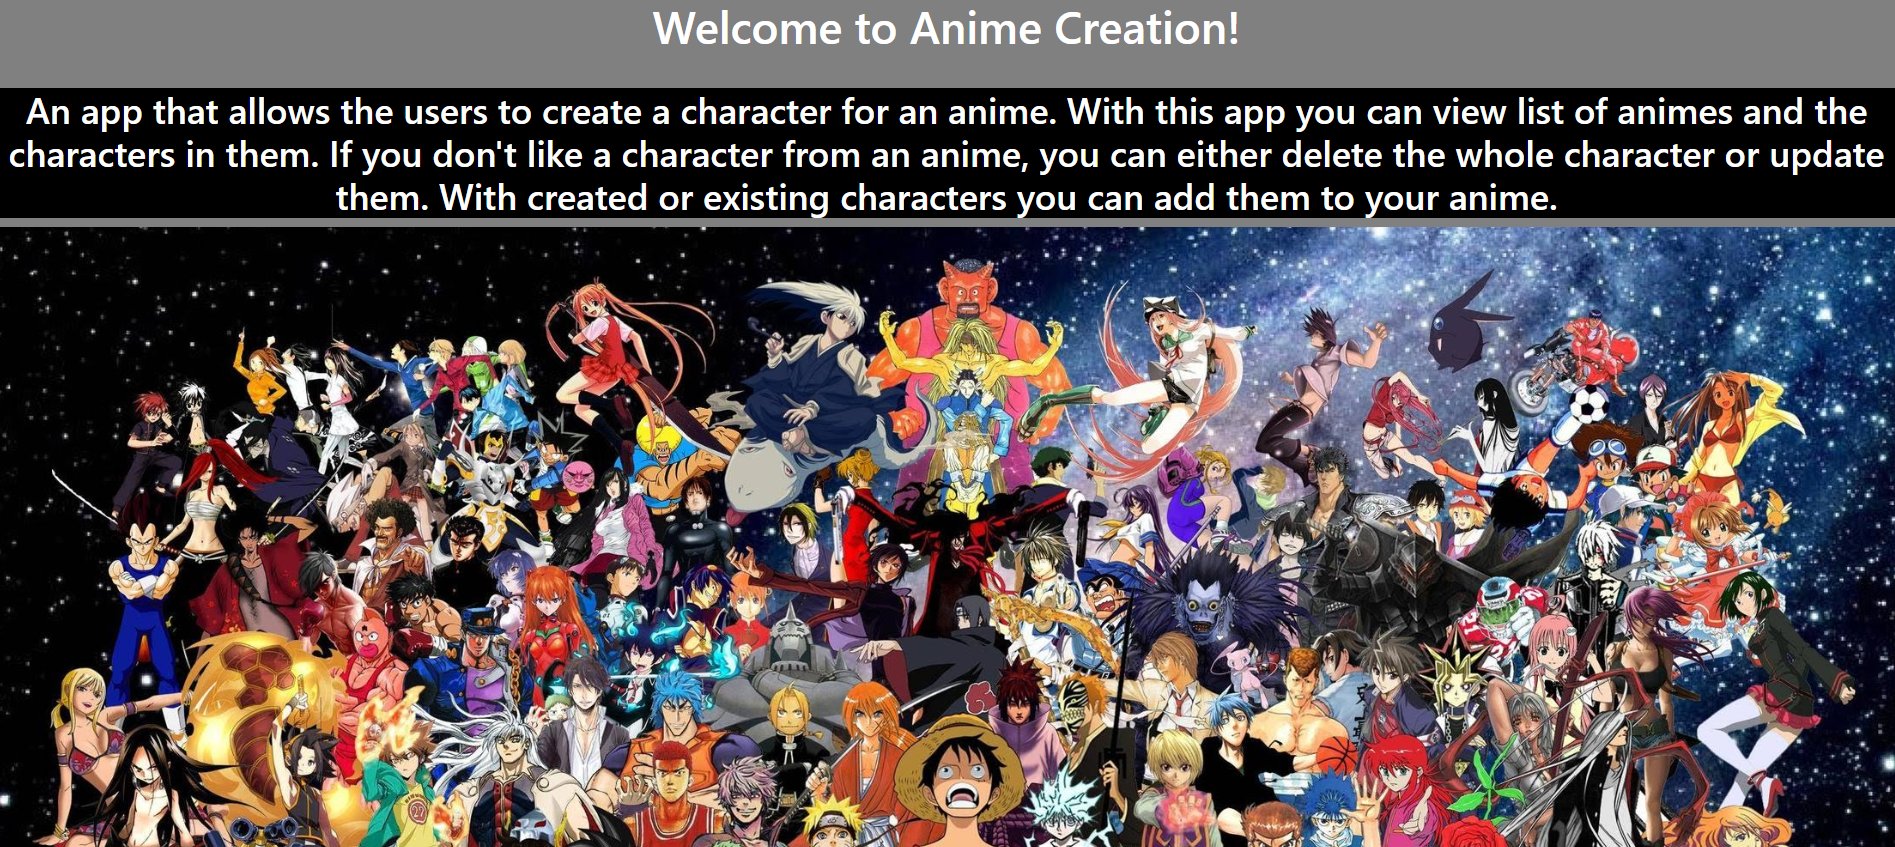 Welcome to Anime Creation!
An app that allows the users to create a character for an anime. With this app you can view list of animes and the
characters in them. If you don't like a character from an anime, you can either delete the whole character or update
them. With created or existing characters you can add them to your anime.
27